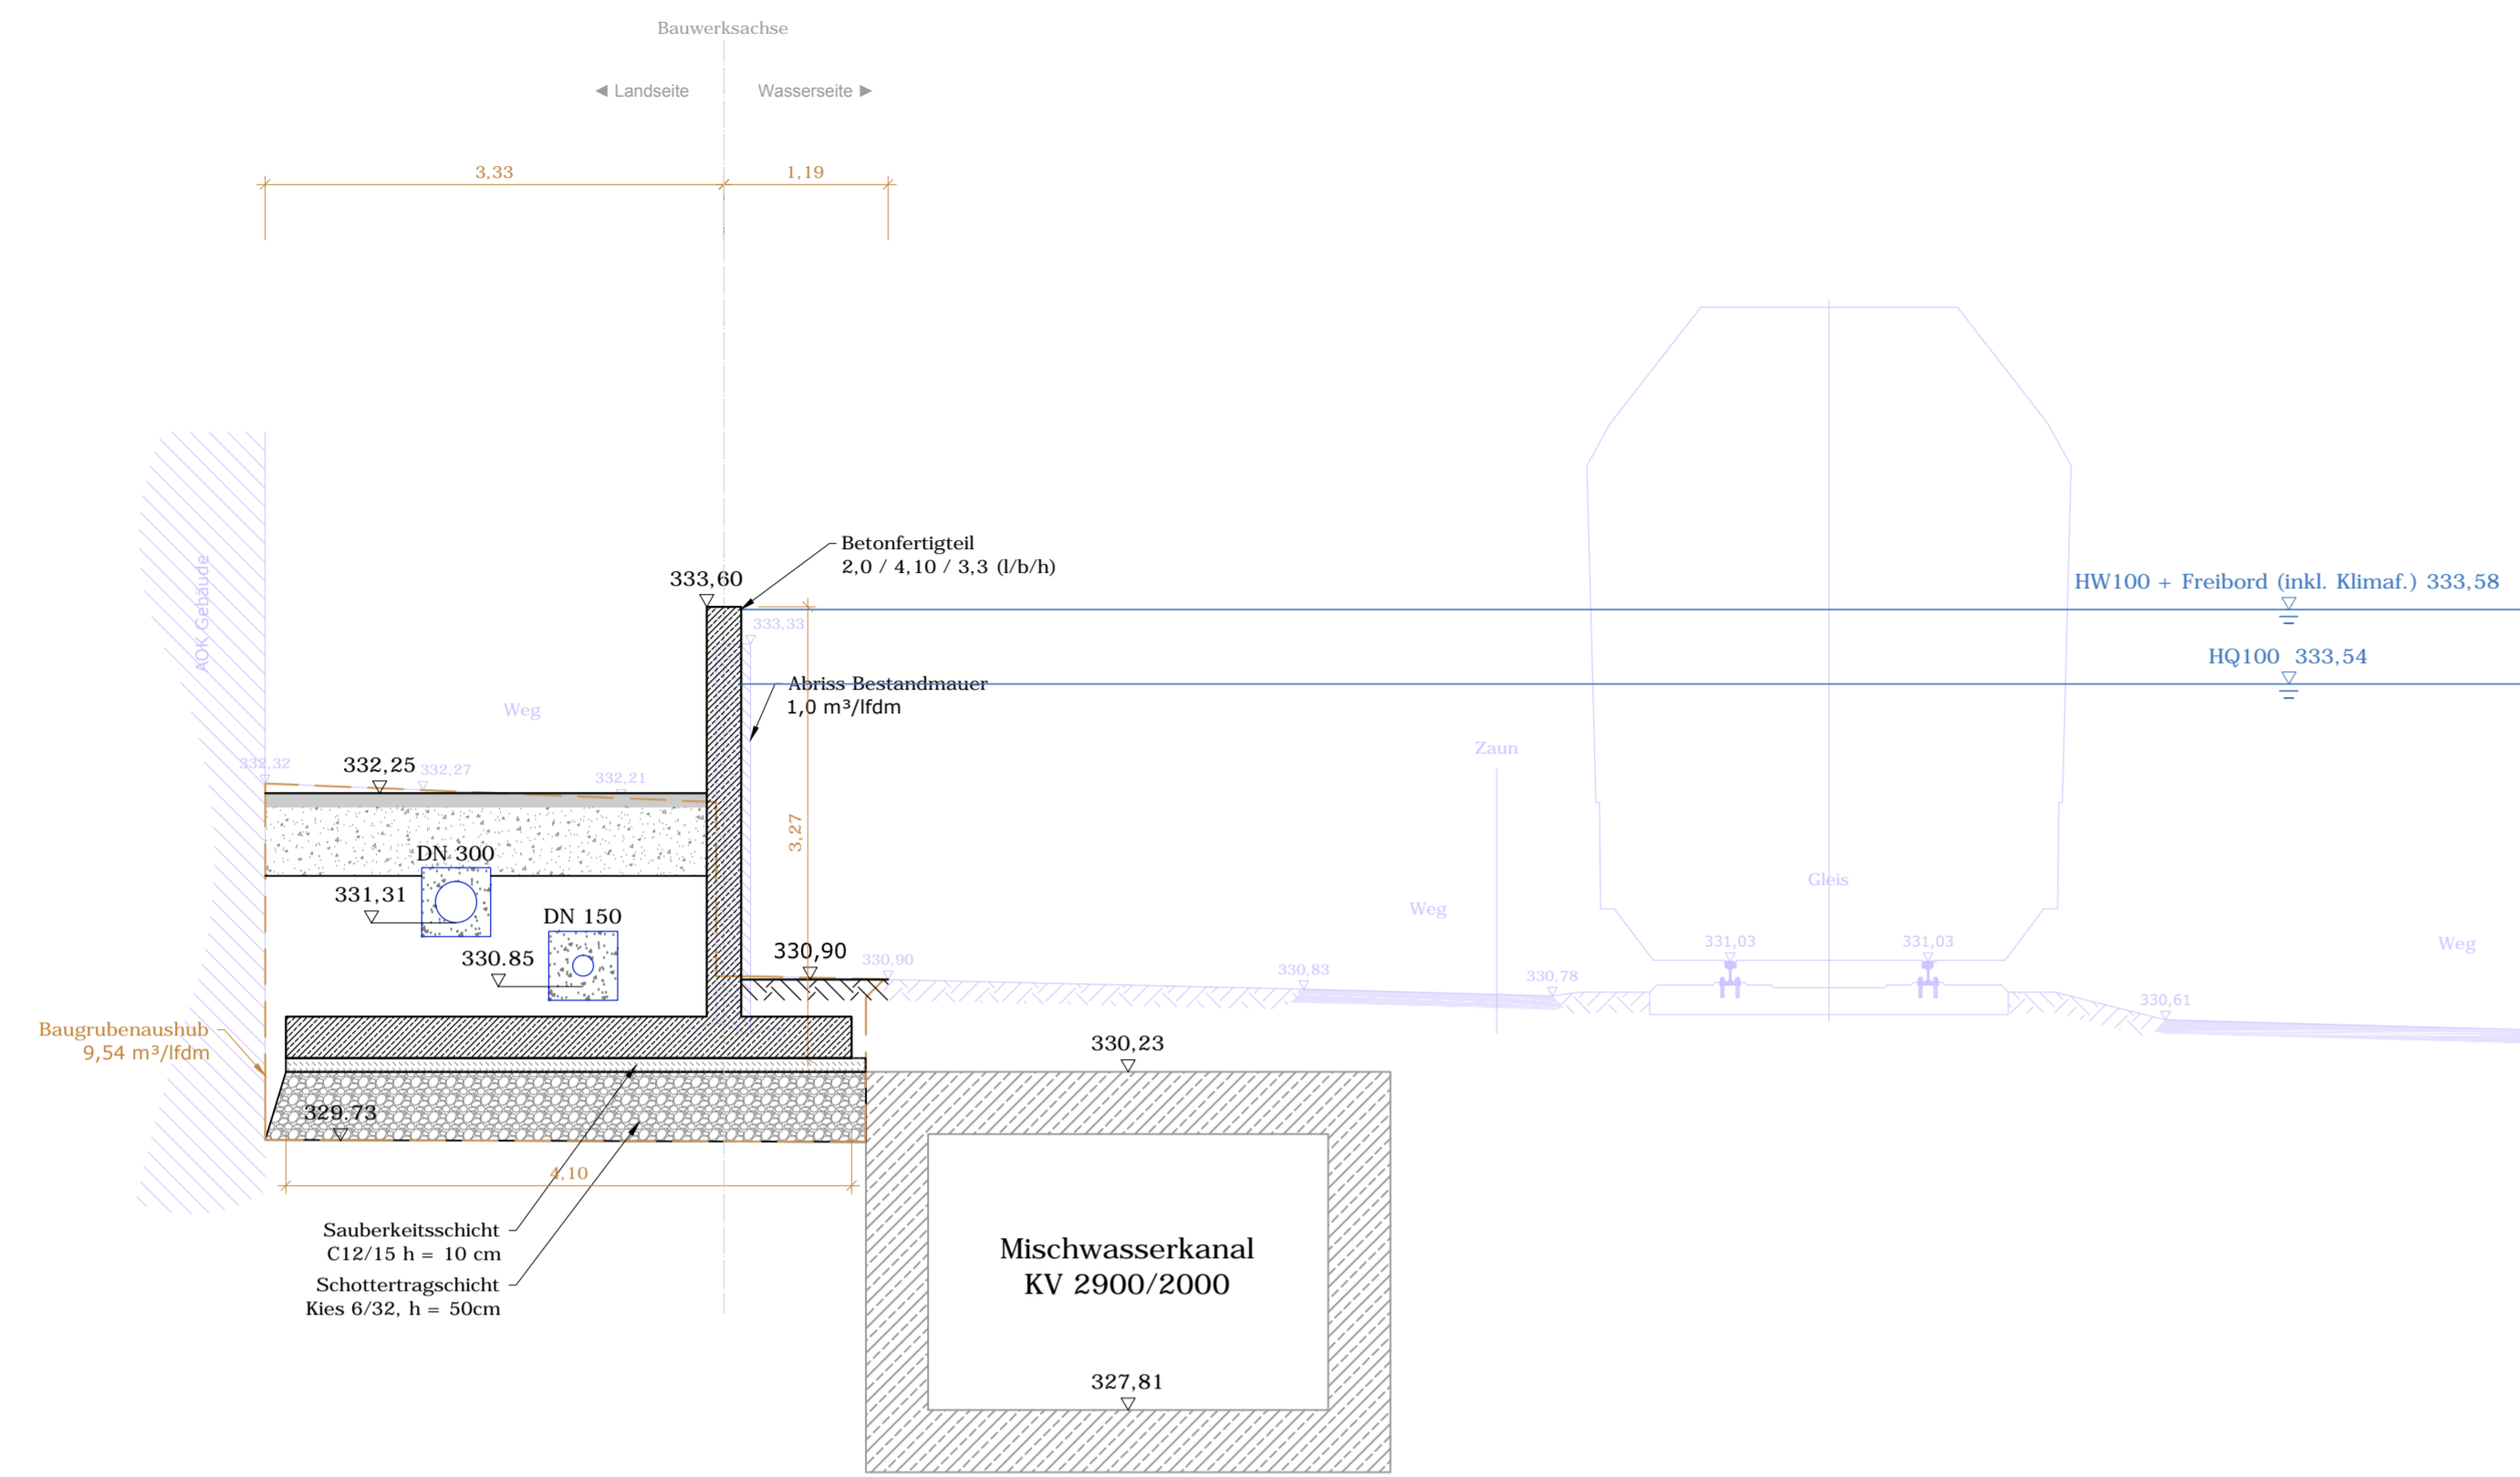 Bauwerksachse
◄ Landseite
Wasserseite ►
3,33
1,19
Betonfertigteil
2,0 / 4,10 / 3,3 (l/b/h)
333,60
HW100 + Freibord (inkl. Klimaf.) 333,58
333,33
AOK Gebäude
HQ100 333,54
Abriss Bestandmauer
1,0 m³/lfdm
Weg
Zaun
332,32
332,25
332,27
332,21
3,27
DN 300
331,31
DN 150
330.85
330,90
330,90
330,83
330,78
Weg
Gleis
331,03
331,03
330,61
Weg
Baugrubenaushub
9,54 m³/lfdm
330,23
329.73
4,10
Sauberkeitsschicht
C12/15 h = 10 cm
Schottertragschicht
Kies 6/32, h = 50cm
Mischwasserkanal
KV 2900/2000
327,81